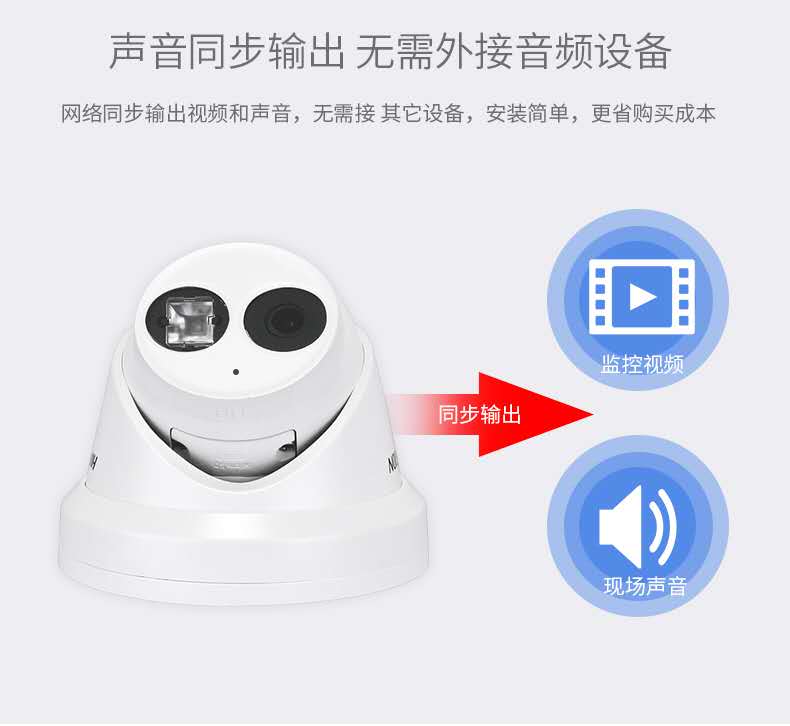 声音同步输出 无需外接音频设备
网络同步输出视频和声音，无需接 其它设备，安装简单，更省购买成本
监控视频
同步输出
现场声音